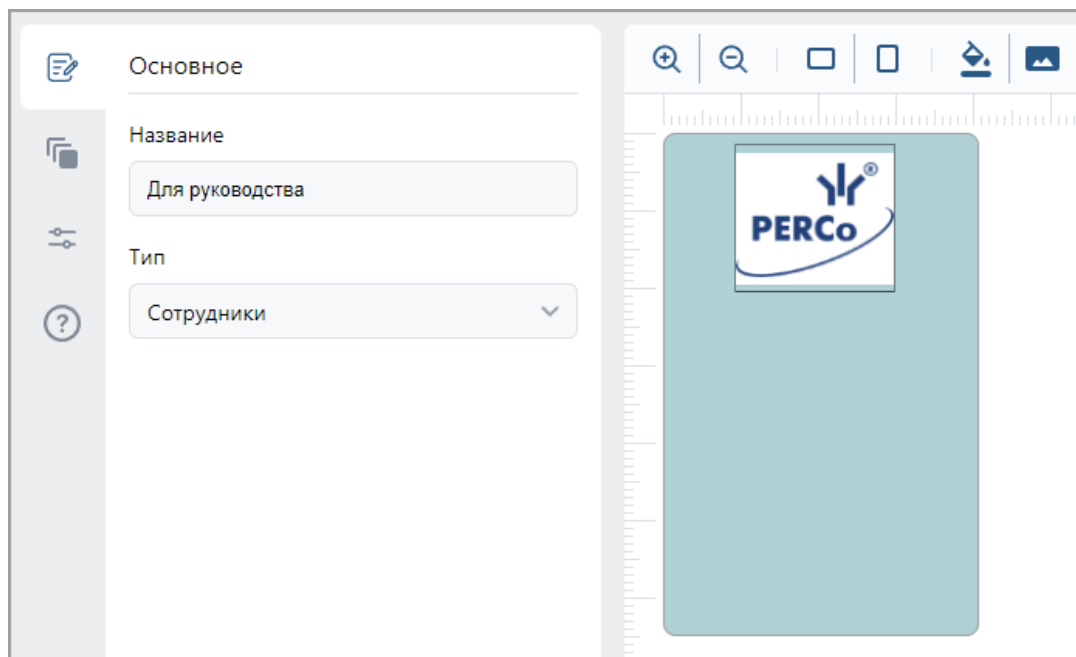 Основное
Название
Для руководства
Тип
Сотрудники
?
®
PERCo